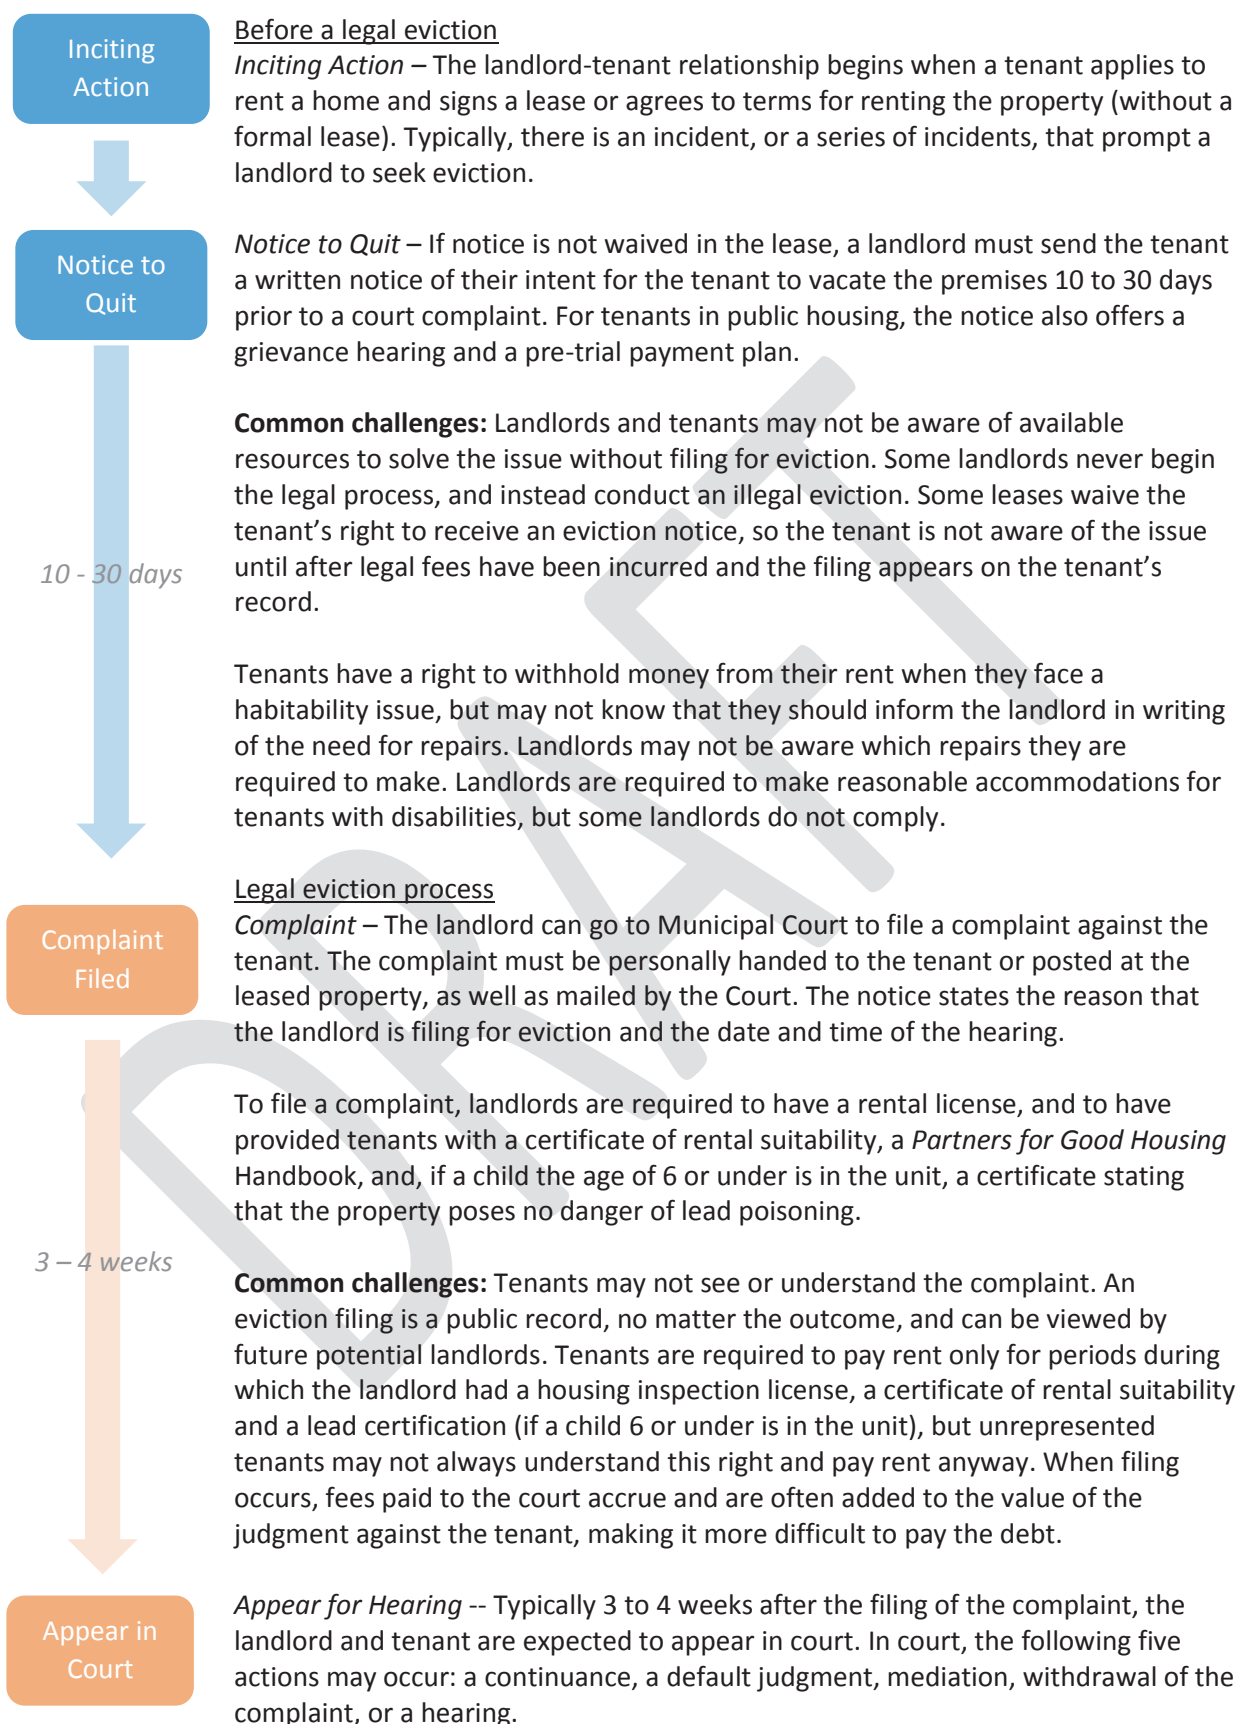 Inciting
Action
Before a legal eviction
Inciting Action – The landlord-tenant relationship begins when a tenant applies to
rent a home and signs a lease or agrees to terms for renting the property (without a
formal lease). Typically, there is an incident, or a series of incidents, that prompt a
landlord to seek eviction.
Notice to
Quit
Notice to Quit – If notice is not waived in the lease, a landlord must send the tenant
a written notice of their intent for the tenant to vacate the premises 10 to 30 days
prior to a court complaint. For tenants in public housing, the notice also offers a
grievance hearing and a pre-trial payment plan.
10 - 30 days
Common challenges: Landlords and tenants may not be aware of available
resources to solve the issue without filing for eviction. Some landlords never begin
the legal process, and instead conduct an illegal eviction. Some leases waive the
tenant’s right to receive an eviction notice, so the tenant is not aware of the issue
until after legal fees have been incurred and the filing appears on the tenant’s
record.
Tenants have a right to withhold money from their rent when they face a
habitability issue, but may not know that they should inform the landlord in writing
of the need for repairs. Landlords may not be aware which repairs they are
required to make. Landlords are required to make reasonable accommodations for
tenants with disabilities, but some landlords do not comply.
Complaint
Filed
Legal eviction process
Complaint – The landlord can go to Municipal Court to file a complaint against the
tenant. The complaint must be personally handed to the tenant or posted at the
leased property, as well as mailed by the Court. The notice states the reason that
the landlord is filing for eviction and the date and time of the hearing.
To file a complaint, landlords are required to have a rental license, and to have
provided tenants with a certificate of rental suitability, a Partners for Good Housing
Handbook, and, if a child the age of 6 or under is in the unit, a certificate stating
that the property poses no danger of lead poisoning.
3 – 4 weeks
Common challenges: Tenants may not see or understand the complaint. An
eviction filing is a public record, no matter the outcome, and can be viewed by
future potential landlords. Tenants are required to pay rent only for periods during
which the landlord had a housing inspection license, a certificate of rental suitability
and a lead certification (if a child 6 or under is in the unit), but unrepresented
tenants may not always understand this right and pay rent anyway. When filing
occurs, fees paid to the court accrue and are often added to the value of the
judgment against the tenant, making it more difficult to pay the debt.
Appear in
Court
Appear for Hearing -- Typically 3 to 4 weeks after the filing of the complaint, the
landlord and tenant are expected to appear in court. In court, the following five
actions may occur: a continuance, a default judgment, mediation, withdrawal of the
complaint, or a hearing.
DRAFT